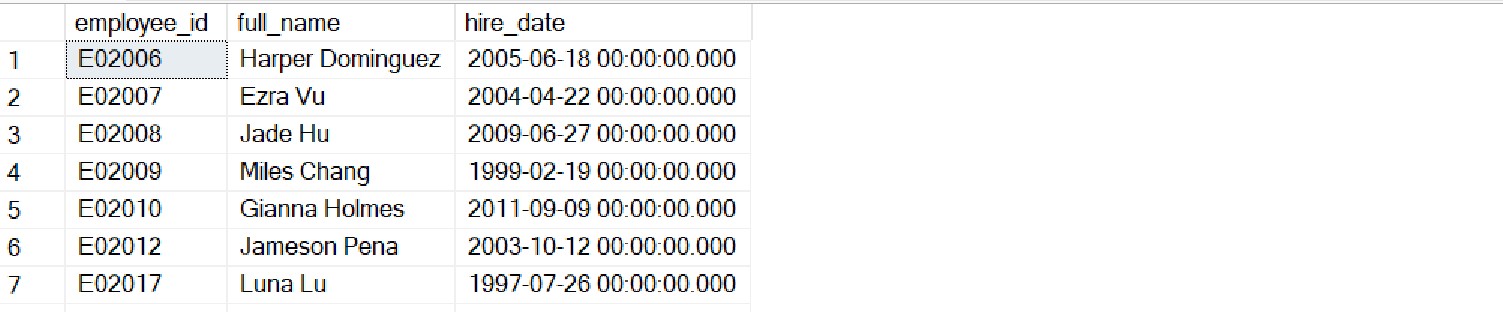 employee_id full_name hire_date
1 E02006 Harper Dominguez 2005-06-18 00:00:00.000
2 E02007 Ezra Vu 2004-04-22 00:00:00.000
3 E02008 Jade Hu 2009-06-27 00:00:00.000
4 E02009 Miles Chang 1999-02-19 00:00:00.000
5 E02010 Gianna Holmes 2011-09-09 00:00:00.000
6 E02012 Jameson Pena 2003-10-12 00:00:00.000
7 E02017 Luna Lu 1997-07-26 00:00:00.000